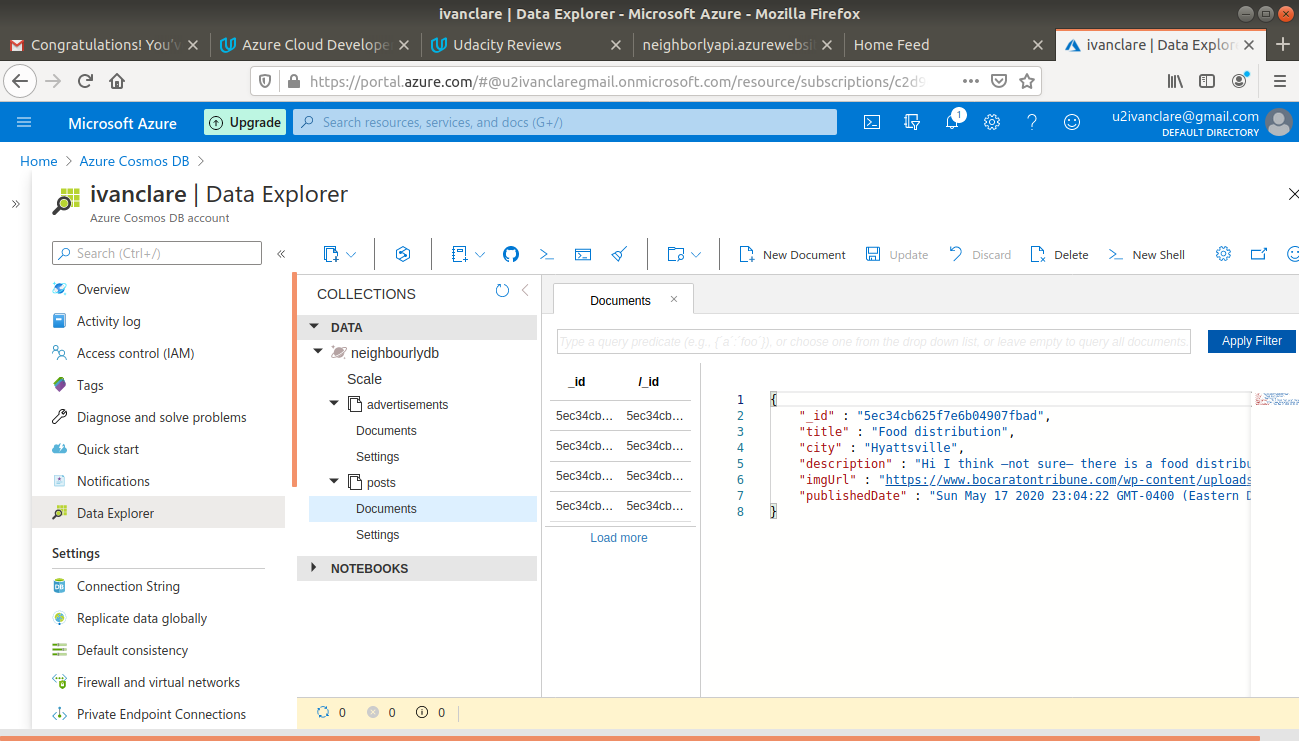 ivanclare | Data Explorer - Microsoft Azure - Mozilla Firefox
Congratulations! You'v
Azure Cloud Develope
Udacity Reviews
neighborlyapi.azurewebsi
Home Feed
ivanclare | Data Explore
https://portal.azure.com/#@u2ivanclaregmail.onmicrosoft.com/resource/subscriptions/c2d9
Microsoft Azure
Upgrade
Search resources, services, and docs (G+/)
1
u2ivanclare@gmail.com
DEFAULT DIRECTORY
Home > Azure Cosmos DB >
ivanclare | Data Explorer
Azure Cosmos DB account
Search (Ctrl+/)
Overview
Activity log
Access control (IAM)
Tags
Diagnose and solve problems
Quick start
Notifications
Data Explorer
Settings
Connection String
Replicate data globally
Default consistency
Firewall and virtual networks
Private Endpoint Connections
New Document
Update
Discard
Delete
New Shell
COLLECTIONS
DATA
neighbourlydb
Scale
advertisements
Documents
Settings
posts
Documents
Settings
NOTEBOOKS
Documents
Type a query predicate (e.g., {´a´:´foo´}), or choose one from the drop down list, or leave empty to query all documents.
Apply Filter
_id /_id
5ec34cb... 5ec34cb...
5ec34cb... 5ec34cb...
5ec34cb... 5ec34cb...
5ec34cb... 5ec34cb...
Load more
1 {
2 "_id" : "5ec34cb625f7e6b04907fbad",
3 "title" : "Food distribution",
4 "city" : "Hyattsville",
5 "description" : "Hi I think –not sure– there is a food distribu
6 "imgUrl" : "https://www.bocaratontribune.com/wp-content/uploads
7 "publishedDate" : "Sun May 17 2020 23:04:22 GMT-0400 (Eastern D
8 }
0 0 0